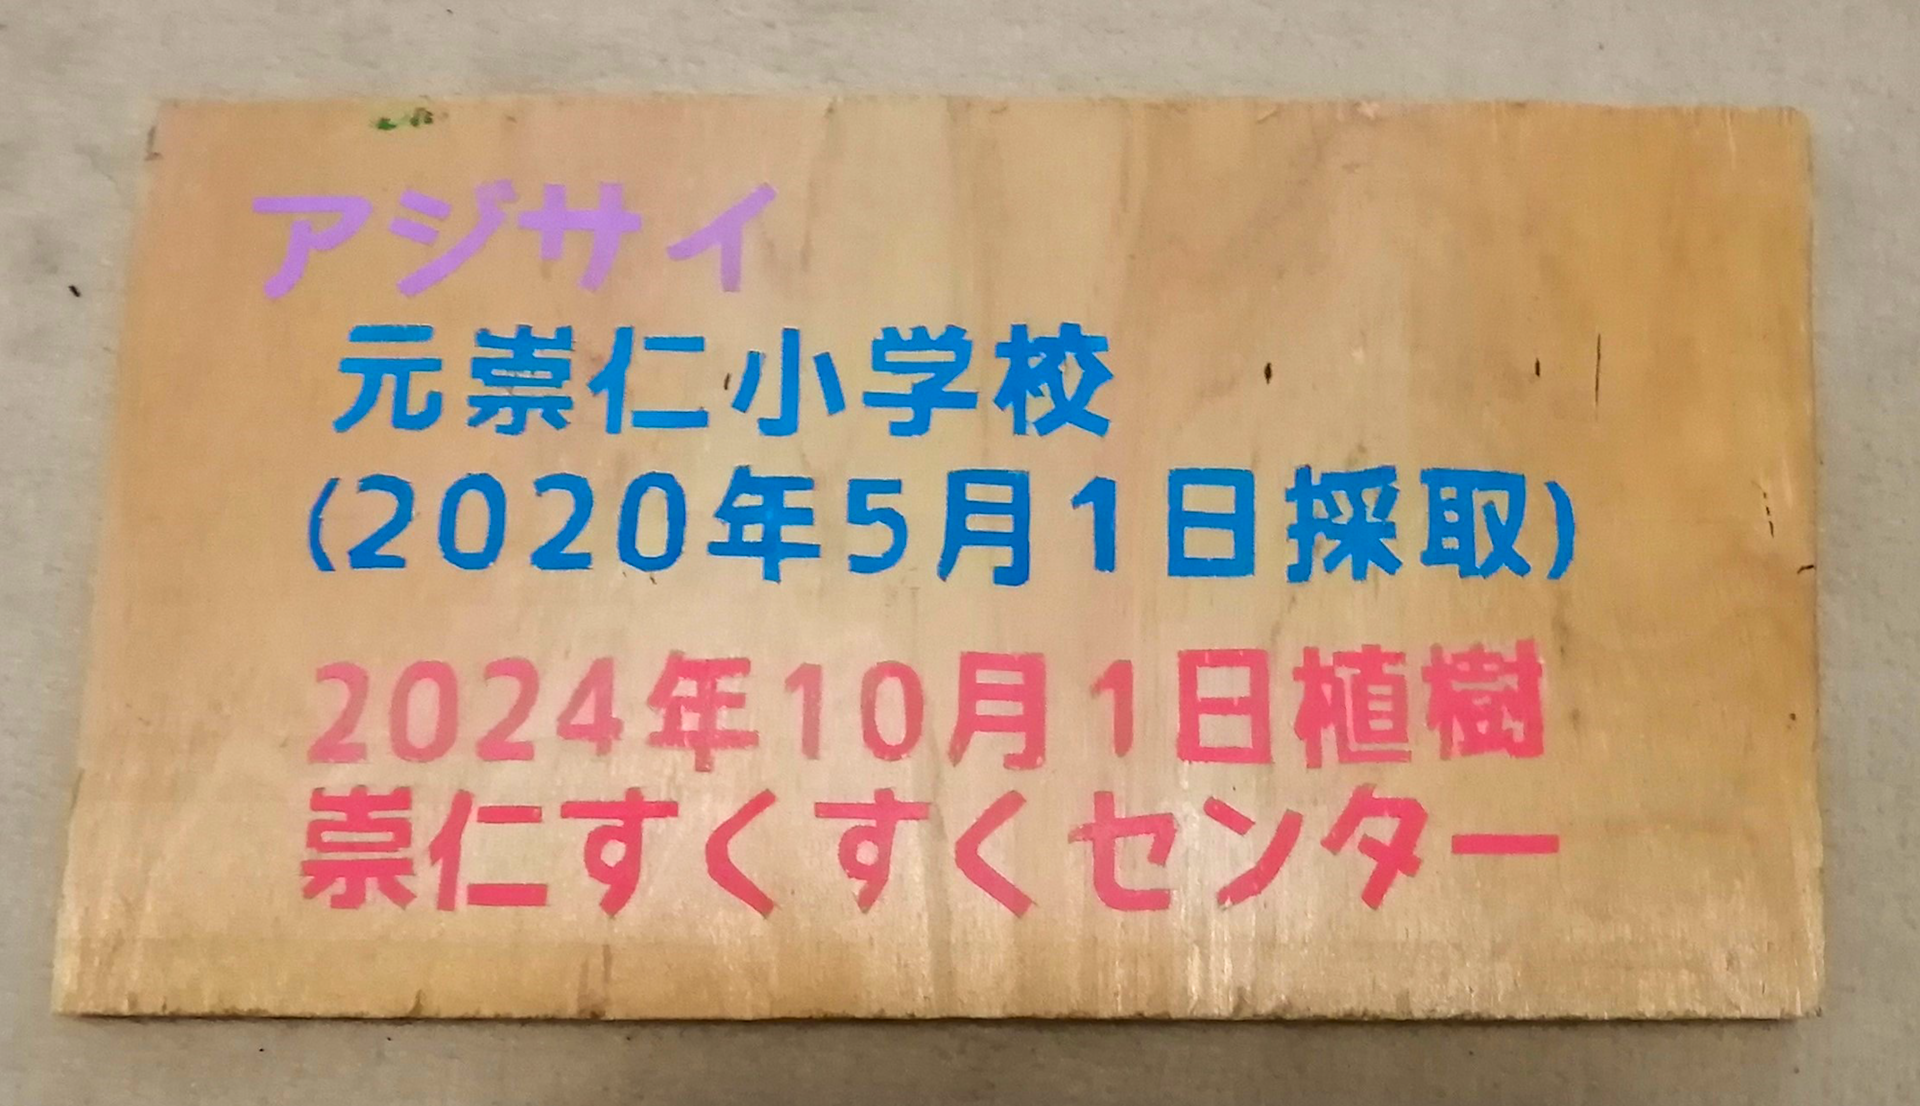 アジサイ
元崇仁小学校
(2020年5月1日採取)
2024年10月1日植樹
崇仁すくすくセンター